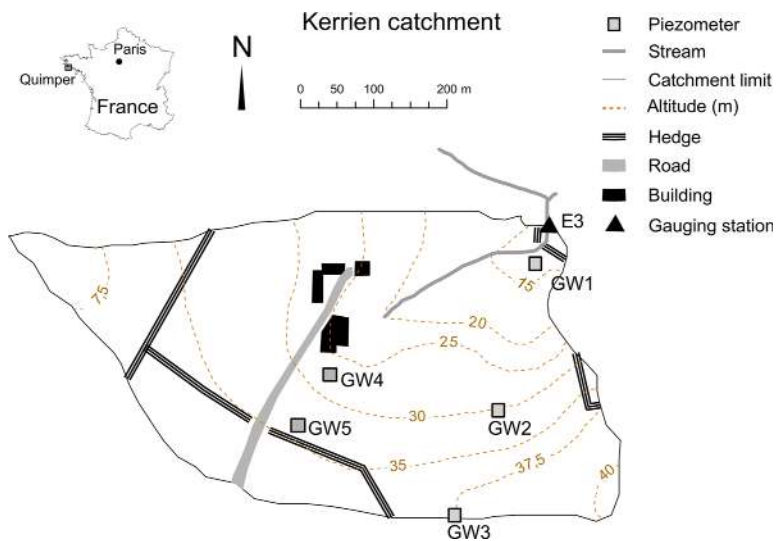 Kerrien catchment
Paris
Quimper
France
N
0 50 100 200 m
Piezometer
Stream
Catchment limit
Altitude (m)
Hedge
Road
Building
Gauging station
E3
GW1
15
7,5
20
25
GW4
30
GW2
GW5
35
37,5
40
GW3